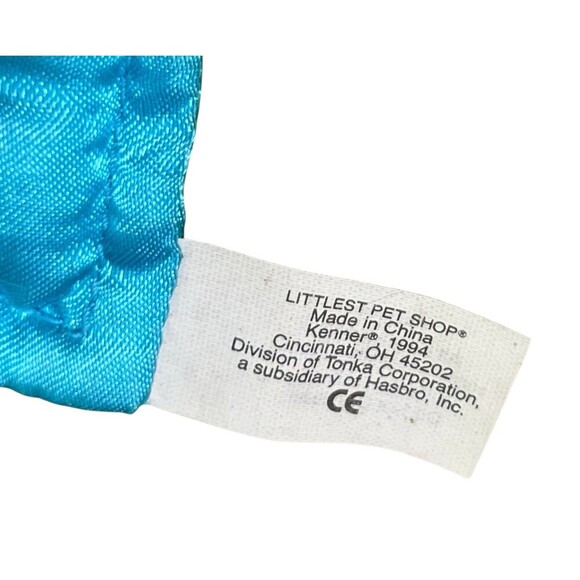 LITTLEST PET SHOP®
Made in China
Kenner® 1994
Cincinnati, OH 45202
Division of Tonka Corporation,
a subsidiary of Hasbro, Inc.
CE